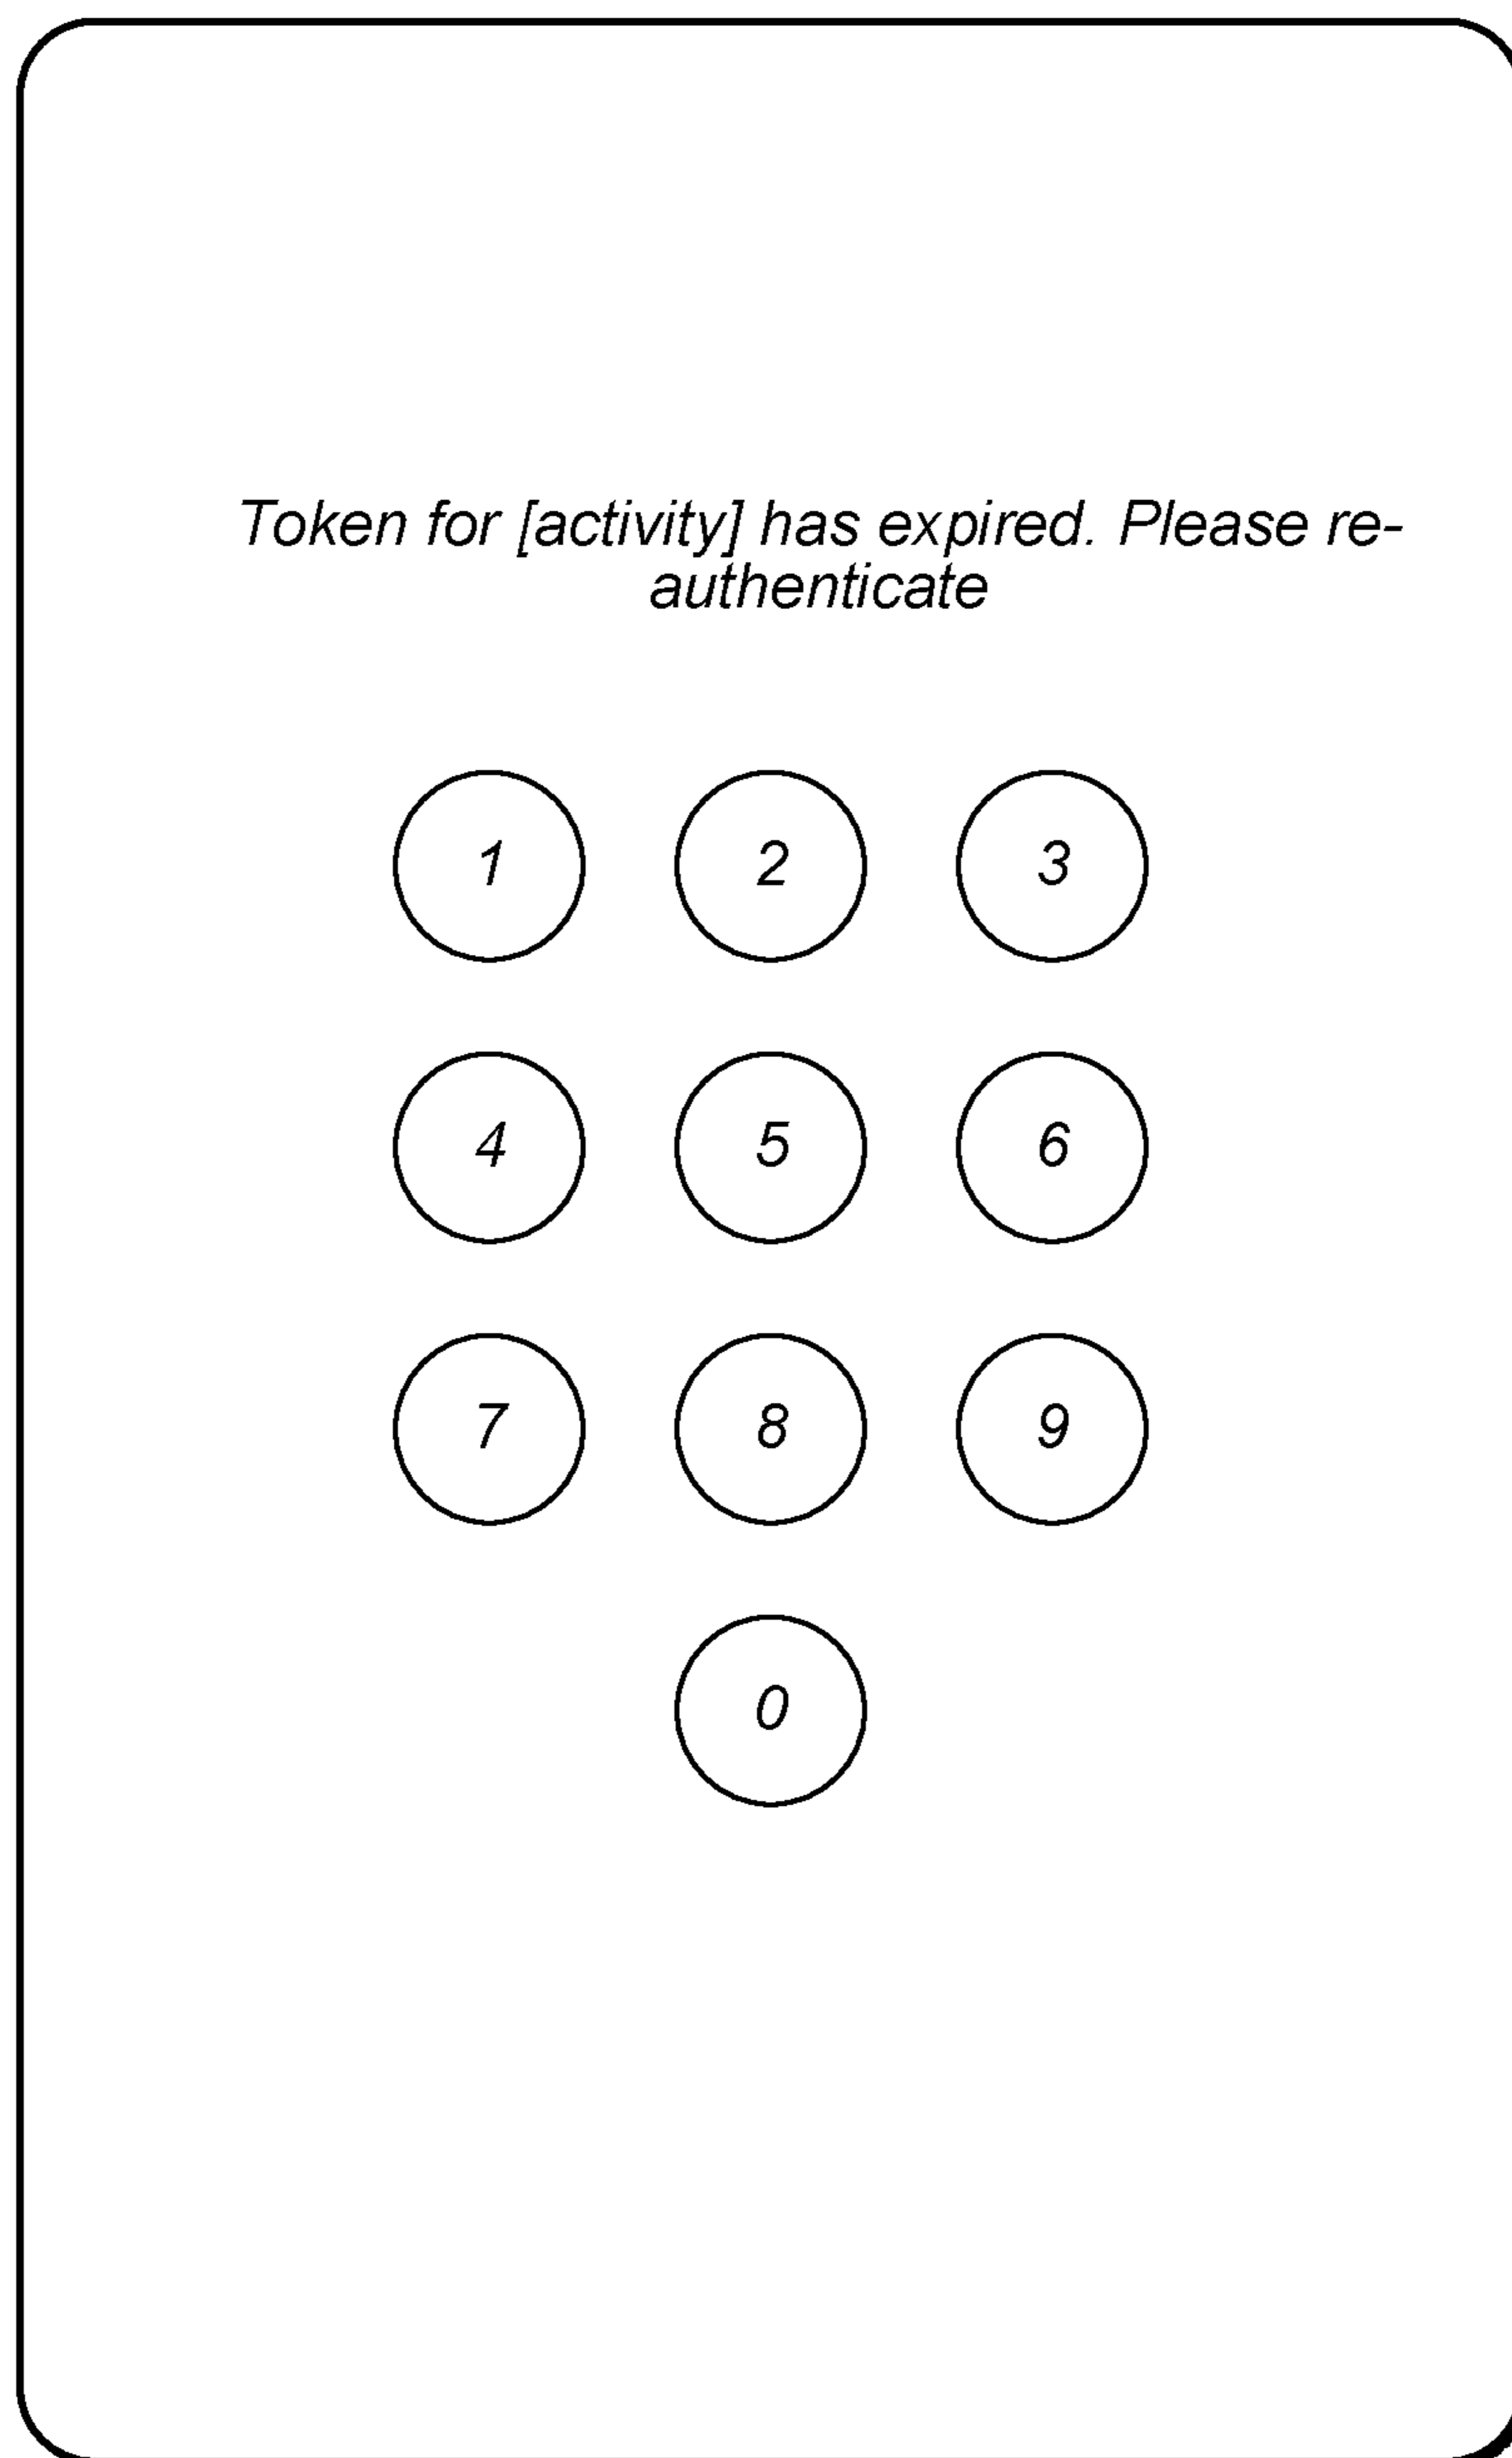 Token for [activity] has expired. Please re-
authenticate
1 2 3
4 5 6
7 8 9
0